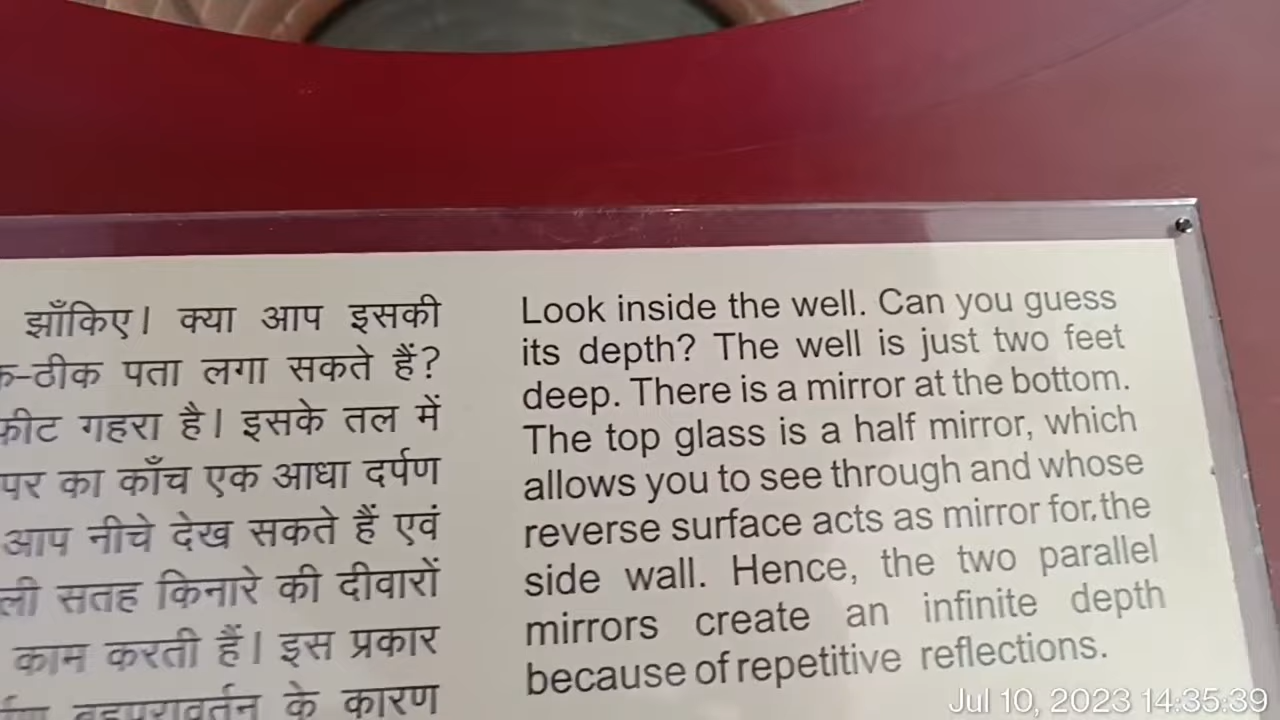 झाँकिए। क्या आप इसकी
क-ठीक पता लगा सकते हैं?
फीट गहरा है। इसके तल में
पर का काँच एक आधा दर्पण
आप नीचे देख सकते हैं एवं
ली सतह किनारे की दीवारों
काम करती हैं। इस प्रकार
के कारण
Look inside the well. Can you guess
its depth? The well is just two feet
deep. There is a mirror at the bottom.
The top glass is a half mirror, which
allows you to see through and whose
reverse surface acts as mirror for.the
side wall. Hence, the two parallel
mirrors create an infinite depth
because of repetitive reflections.
Jul 10, 2023 14:35:39